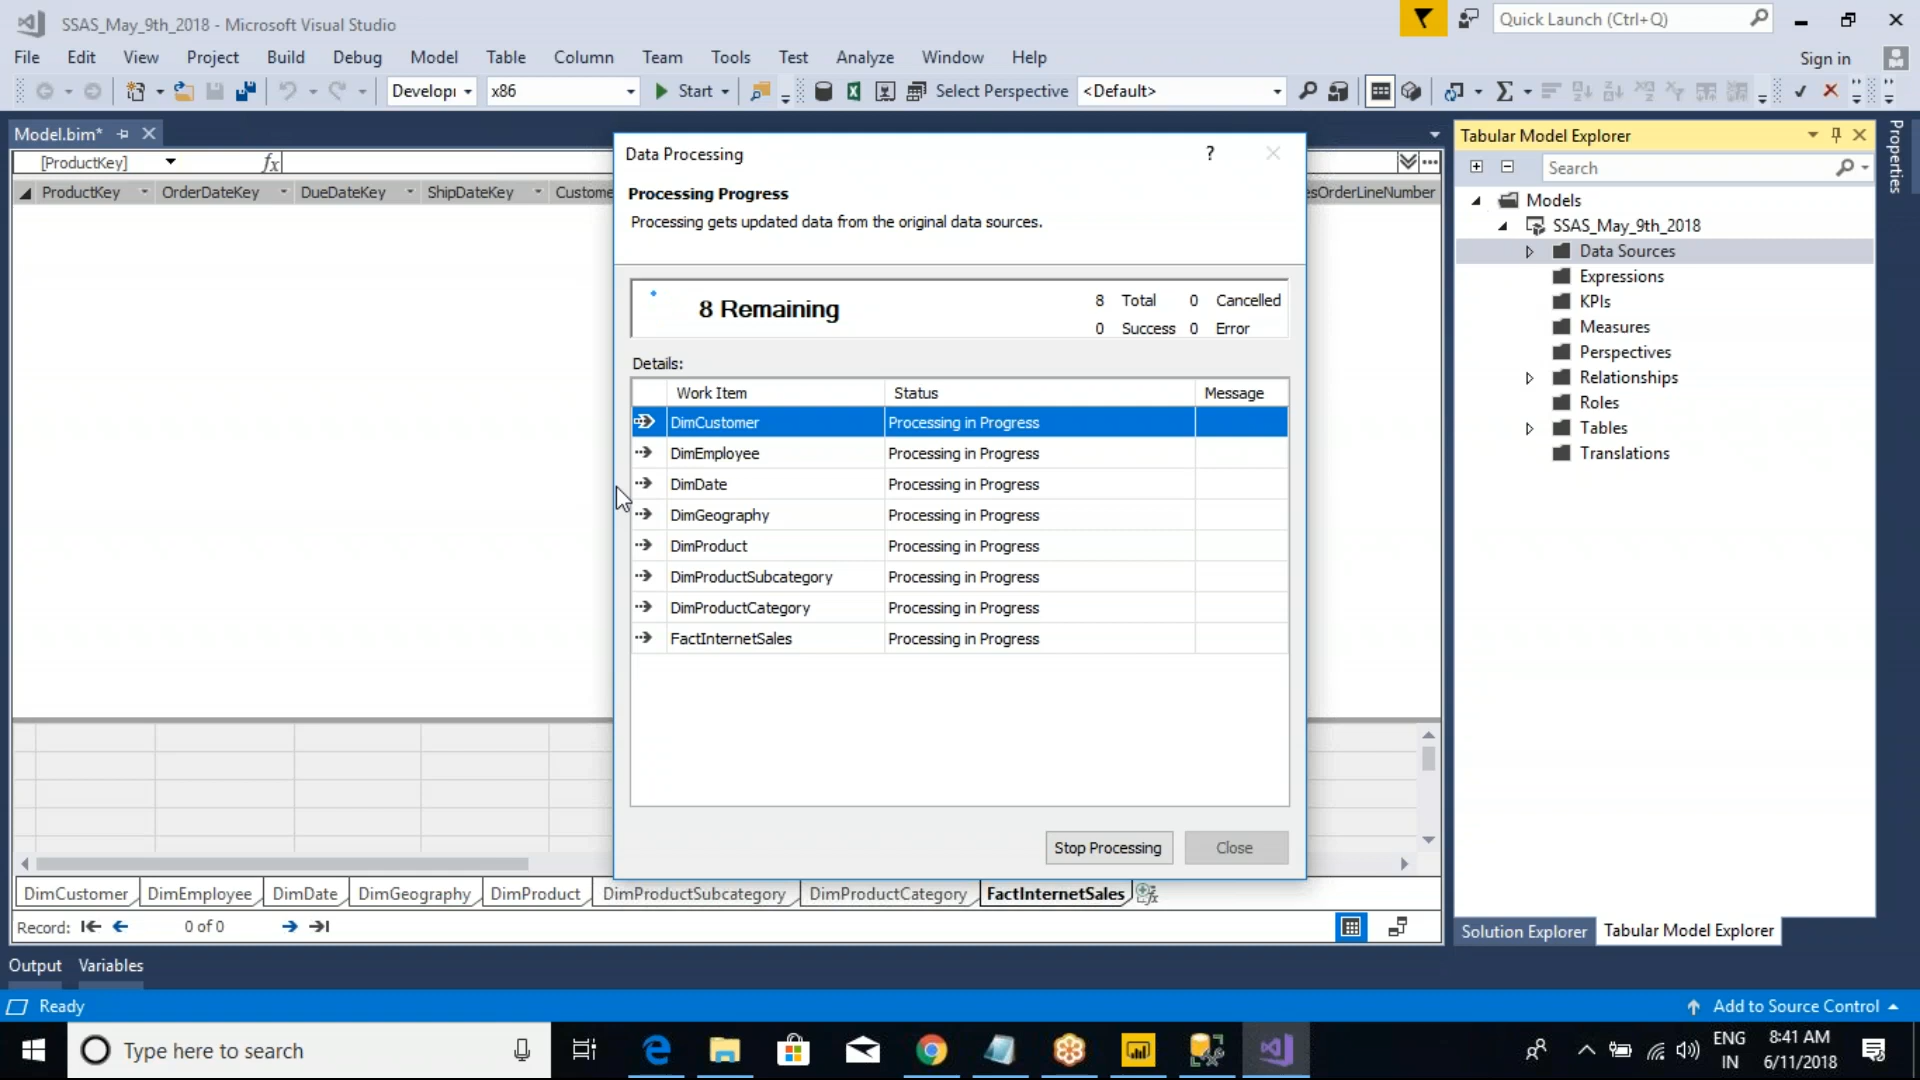 SSAS_May_9th_2018 - Microsoft Visual Studio
Quick Launch (Ctrl+Q)
File Edit View Project Build Debug Model Table Column Team Tools Test Analyze Window Help
Sign in
Develop x86 Start Select Perspective <Default>
Model.bim*
[ProductKey]
fx
ProductKey OrderDateKey DueDateKey ShipDateKey Custome
esOrderLineNumber
Data Processing
?
Processing Progress
Processing gets updated data from the original data sources.
8 Remaining
8 Total 0 Cancelled
0 Success 0 Error
Details:
Work Item Status Message
DimCustomer Processing in Progress
DimEmployee Processing in Progress
DimDate Processing in Progress
DimGeography Processing in Progress
DimProduct Processing in Progress
DimProductSubcategory Processing in Progress
DimProductCategory Processing in Progress
FactInternetSales Processing in Progress
Stop Processing Close
Tabular Model Explorer
Search
Models
SSAS_May_9th_2018
Data Sources
Expressions
KPIs
Measures
Perspectives
Relationships
Roles
Tables
Translations
Properties
DimCustomer DimEmployee DimDate DimGeography DimProduct DimProductSubcategory DimProductCategory FactInternetSales
Record: 0 of 0
Solution Explorer Tabular Model Explorer
Output Variables
Ready
Add to Source Control
Type here to search
ENG
IN
8:41 AM
6/11/2018